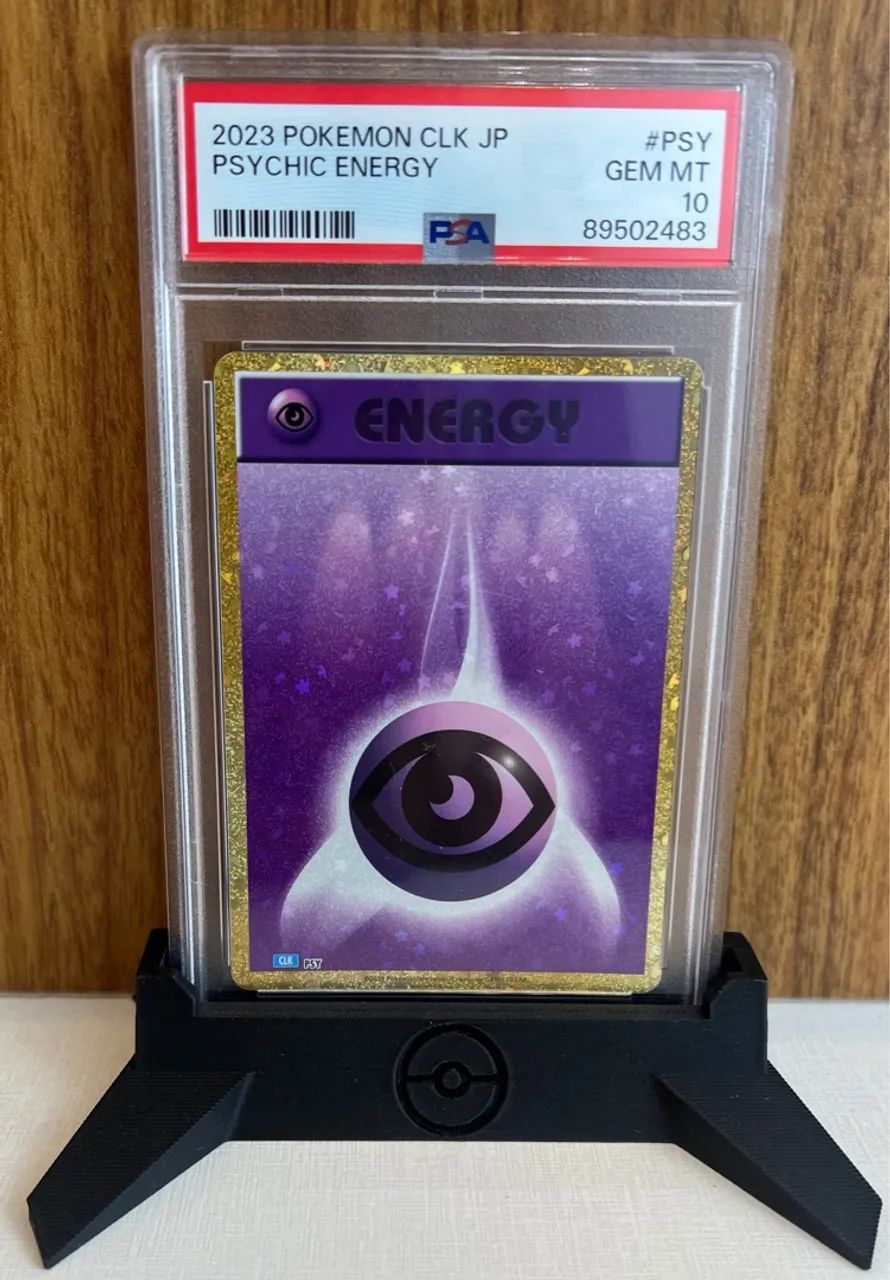 2023 POKEMON CLK JP #PSY
PSYCHIC ENERGY GEM MT
10
PSA 89502483
ENERGY
CLK PSY